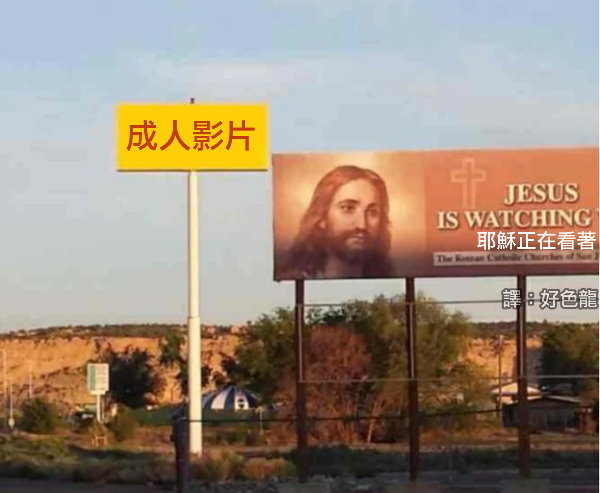 成人影片
JESUS
IS WATCHING
耶穌正在看著
The Roman Catholic Churches of San
譯：好色龍